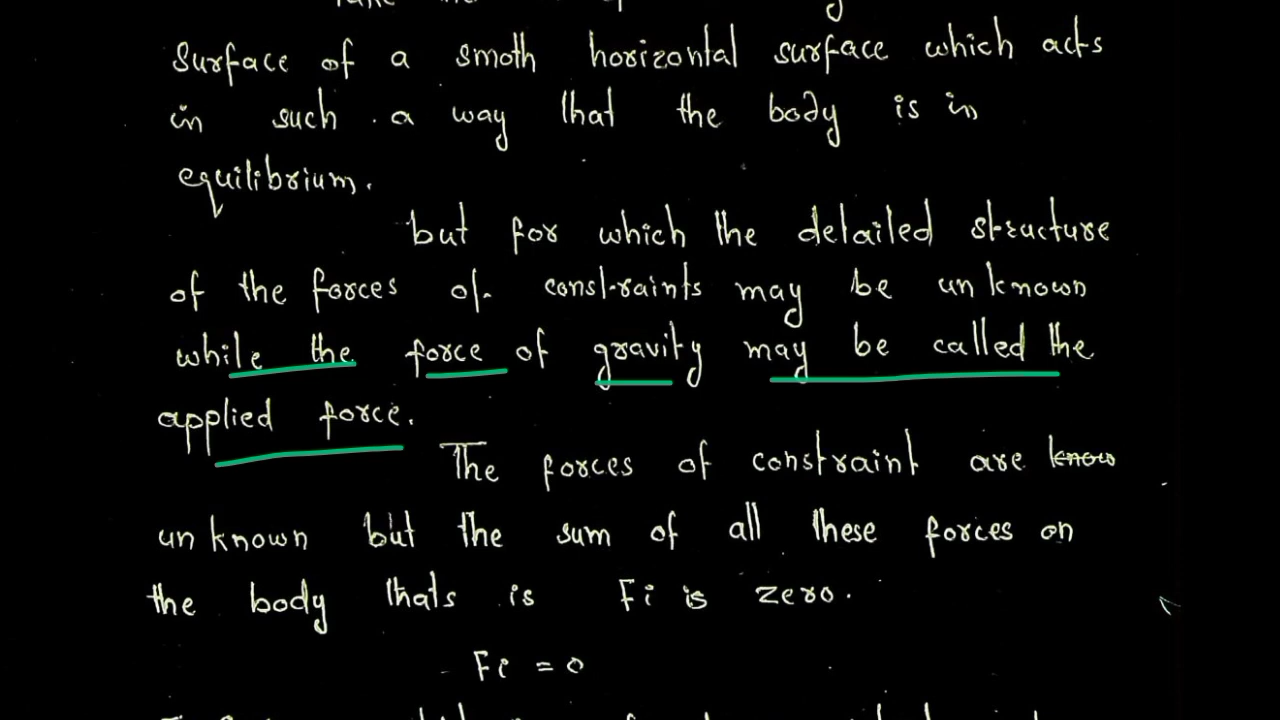 Surface of a smoth horizontal surface which acts
in such a way that the body is in
equilibrium.
but for which the detailed structure
of the forces of constraints may be unknown
while the force of gravity may be called the
applied force.
The forces of constraint are know
unknown but the sum of all these forces on
the body thats is Fi is zero.
Fi = 0